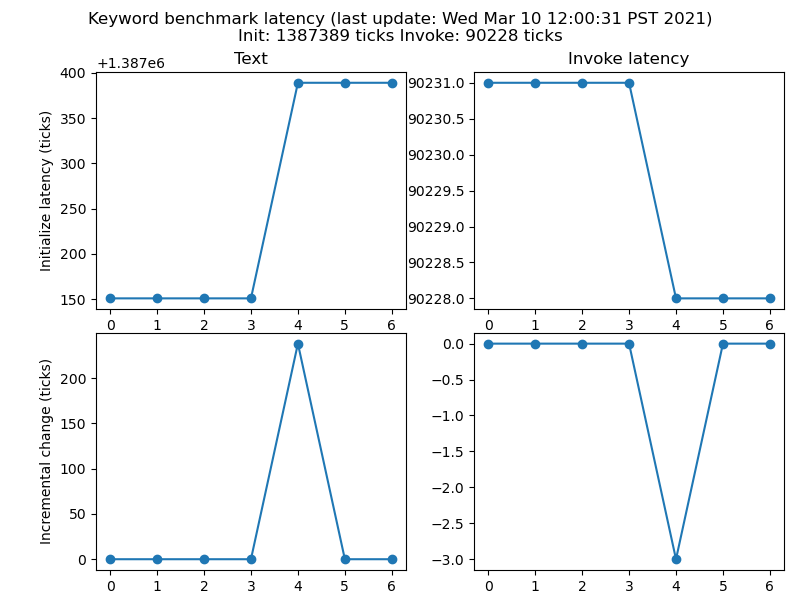 Keyword benchmark latency (last update: Wed Mar 10 12:00:31 PST 2021)
Init: 1387389 ticks Invoke: 90228 ticks
Text
+1.387e6
Initialize latency (ticks)
400
350
300
250
200
150
0 1 2 3 4 5 6
Invoke latency
90231.0
90230.5
90230.0
90229.5
90229.0
90228.5
90228.0
0 1 2 3 4 5 6
Incremental change (ticks)
200
150
100
50
0
0 1 2 3 4 5 6
0.0
−0.5
−1.0
−1.5
−2.0
−2.5
−3.0
0 1 2 3 4 5 6